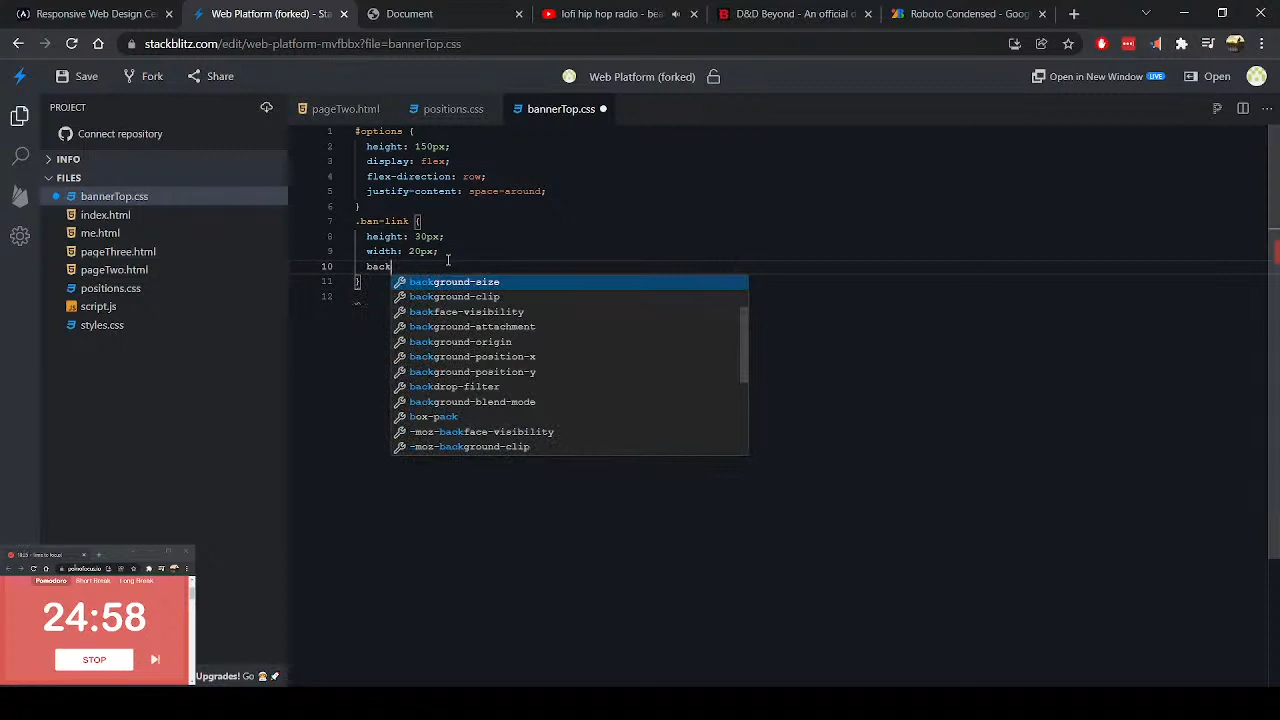 Responsive Web Design Ce
Web Platform (forked) - Sta
Document
lofi hip hop radio - bea
D&D Beyond - An official d
Roboto Condensed - Goog
stackblitz.com/edit/web-platform-mvfbbx?file=bannerTop.css
Save
Fork
Share
Web Platform (forked)
Open in New Window LIVE
Open
PROJECT
pageTwo.html
positions.css
bannerTop.css
Connect repository
INFO
FILES
bannerTop.css
index.html
me.html
pageThree.html
pageTwo.html
positions.css
script.js
styles.css
1 #options {
2 height: 150px;
3 display: flex;
4 flex-direction: row;
5 justify-content: space-around;
6 }
7 .ban-link {
8 height: 30px;
9 width: 20px;
10 back
11 }
12
background-size
background-clip
backface-visibility
background-attachment
background-origin
background-position-x
background-position-y
backdrop-filter
background-blend-mode
box-pack
-moz-backface-visibility
-moz-background-clip
pomofocus.io
Pomodoro
Short Break
Long Break
24:58
STOP
Upgrades! Go